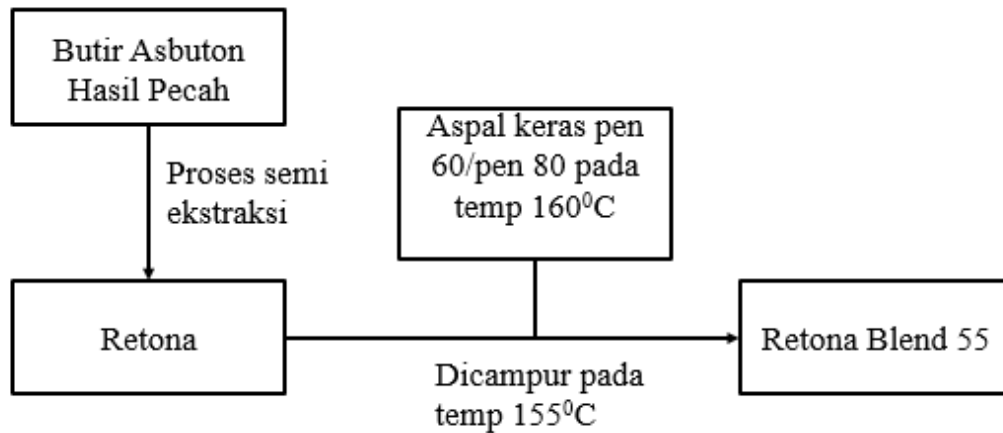 Butir Asbuton
Hasil Pecah
Proses semi
ekstraksi
Aspal keras pen
60/pen 80 pada
temp 160⁰C
Retona
Dicampur pada
temp 155⁰C
Retona Blend 55